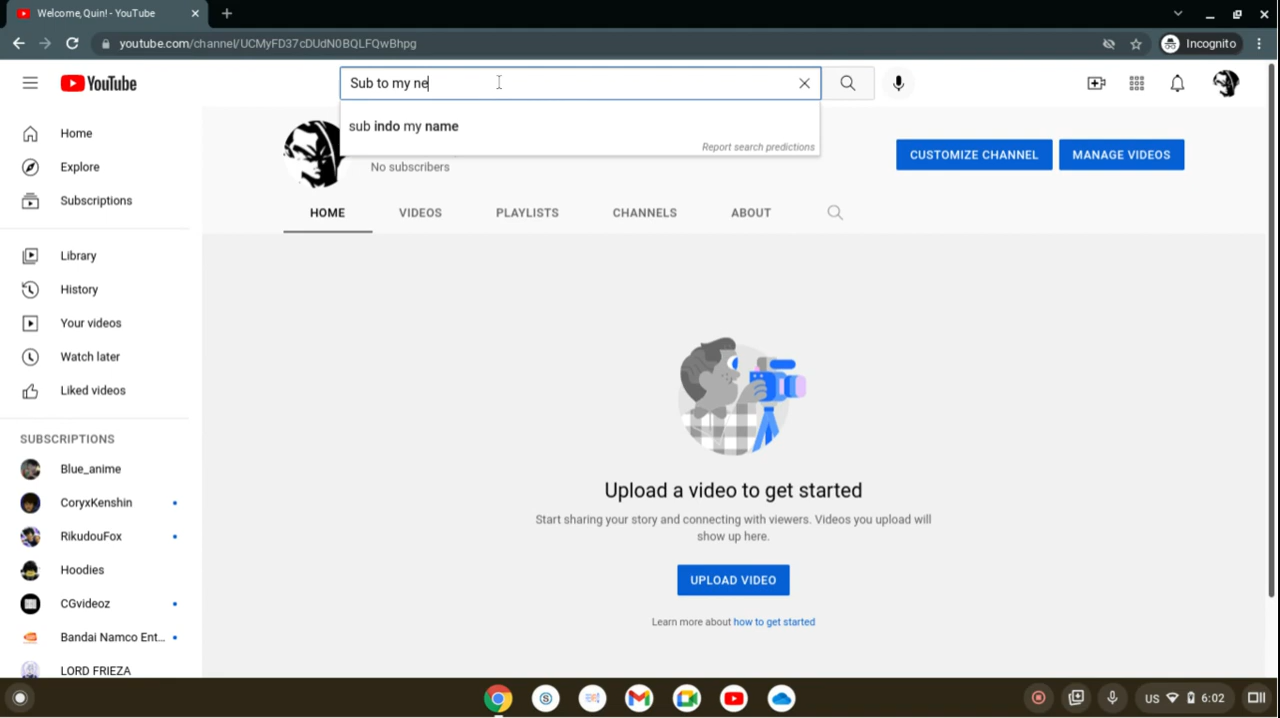 Welcome, Quin! - YouTube
youtube.com/channel/UCMyFD37cDUdN0BQLFQwBhpg
Incognito
YouTube
Sub to my ne
sub indo my name
Report search predictions
Home
Explore
Subscriptions
No subscribers
CUSTOMIZE CHANNEL
MANAGE VIDEOS
HOME
VIDEOS
PLAYLISTS
CHANNELS
ABOUT
Library
History
Your videos
Watch later
Liked videos
SUBSCRIPTIONS
Blue_anime
CoryxKenshin
RikudouFox
Hoodies
CGvideoz
Bandai Namco Ent...
LORD FRIEZA
Upload a video to get started
Start sharing your story and connecting with viewers. Videos you upload will
show up here.
UPLOAD VIDEO
Learn more about how to get started
US
6:02